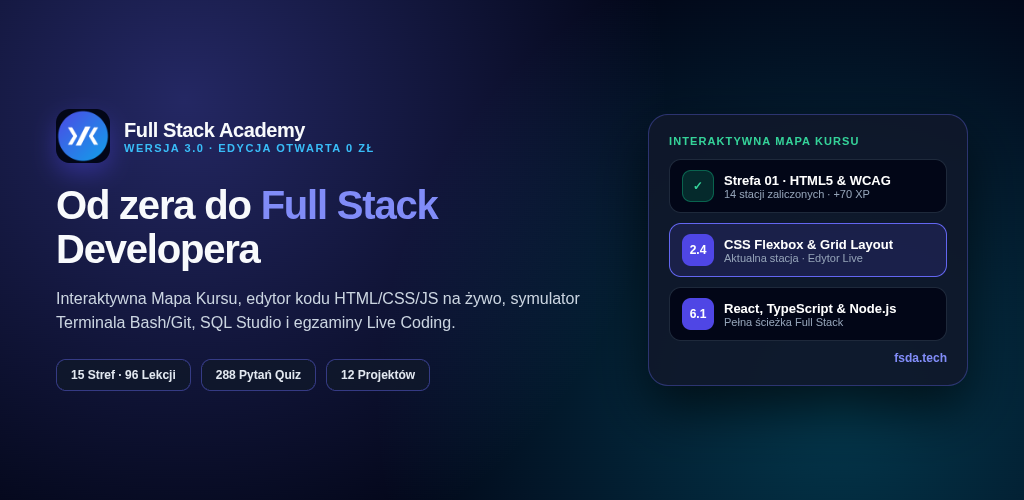 Full Stack Academy
WERSJA 3.0 · EDYCJA OTWARTA 0 ZŁ
Od zera do Full Stack
Developera
Interaktywna Mapa Kursu, edytor kodu HTML/CSS/JS na żywo, symulator
Terminala Bash/Git, SQL Studio i egzaminy Live Coding.
15 Stref · 96 Lekcji
288 Pytań Quiz
12 Projektów
INTERAKTYWNA MAPA KURSU
✓
Strefa 01 · HTML5 & WCAG
14 stacji zaliczonych · +70 XP
2.4
CSS Flexbox & Grid Layout
Aktualna stacja · Edytor Live
6.1
React, TypeScript & Node.js
Pełna ścieżka Full Stack
fsda.tech